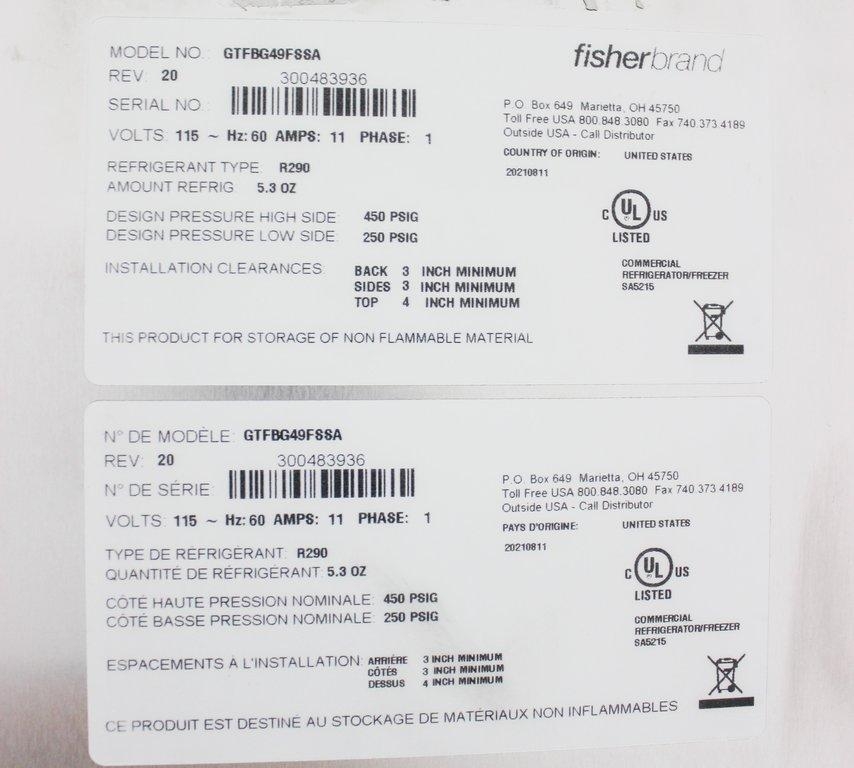 fisherbrand
MODEL NO.: GTFBG49FSSA
REV: 20
300483936
SERIAL NO.:
VOLTS: 115 ~ Hz: 60 AMPS: 11 PHASE: 1
REFRIGERANT TYPE: R290
AMOUNT REFRIG 5.3 OZ
DESIGN PRESSURE HIGH SIDE: 450 PSIG
DESIGN PRESSURE LOW SIDE: 250 PSIG
INSTALLATION CLEARANCES: BACK 3 INCH MINIMUM
SIDES 3 INCH MINIMUM
TOP 4 INCH MINIMUM
THIS PRODUCT FOR STORAGE OF NON FLAMMABLE MATERIAL
P.O. Box 649 Marietta, OH 45750
Toll Free USA 800.848.3080 Fax 740.373.4189
Outside USA - Call Distributor
COUNTRY OF ORIGIN: UNITED STATES
20210811
C UL US
LISTED
COMMERCIAL
REFRIGERATOR/FREEZER
SA5215
N° DE MODÈLE: GTFBG49FSSA
REV: 20
300483936
N° DE SÉRIE:
VOLTS: 115 ~ Hz: 60 AMPS: 11 PHASE: 1
TYPE DE RÉFRIGÉRANT: R290
QUANTITÉ DE RÉFRIGÉRANT: 5.3 OZ
CÔTÉ HAUTE PRESSION NOMINALE: 450 PSIG
CÔTÉ BASSE PRESSION NOMINALE: 250 PSIG
ESPACEMENTS À L'INSTALLATION: ARRIÈRE 3 INCH MINIMUM
CÔTÉS 3 INCH MINIMUM
DESSUS 4 INCH MINIMUM
CE PRODUIT EST DESTINÉ AU STOCKAGE DE MATÉRIAUX NON INFLAMMABLES
P.O. Box 649 Marietta, OH 45750
Toll Free USA 800.848.3080 Fax 740.373.4189
Outside USA - Call Distributor
PAYS D'ORIGINE: UNITED STATES
20210811
C UL US
LISTED
COMMERCIAL
REFRIGERATOR/FREEZER
SA5215